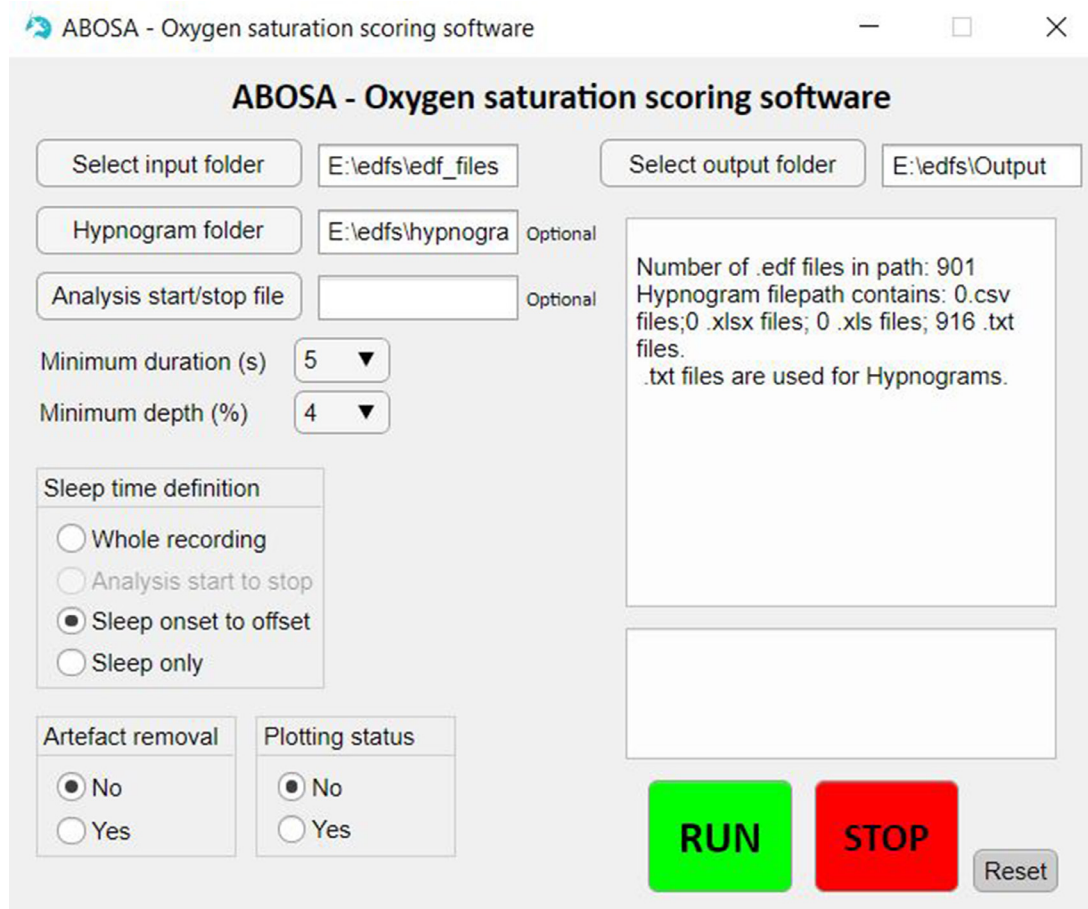 ABOSA - Oxygen saturation scoring software
ABOSA - Oxygen saturation scoring software
Select input folder
E:\edfs\edf_files
Select output folder
E:\edfs\Output
Hypnogram folder
E:\edfs\hypnogra
Optional
Analysis start/stop file
Optional
Number of .edf files in path: 901
Hypnogram filepath contains: 0.csv
files;0 .xlsx files; 0 .xls files; 916 .txt
files.
.txt files are used for Hypnograms.
Minimum duration (s)
5
Minimum depth (%)
4
Sleep time definition
Whole recording
Analysis start to stop
Sleep onset to offset
Sleep only
Artefact removal
No
Yes
Plotting status
No
Yes
RUN
STOP
Reset